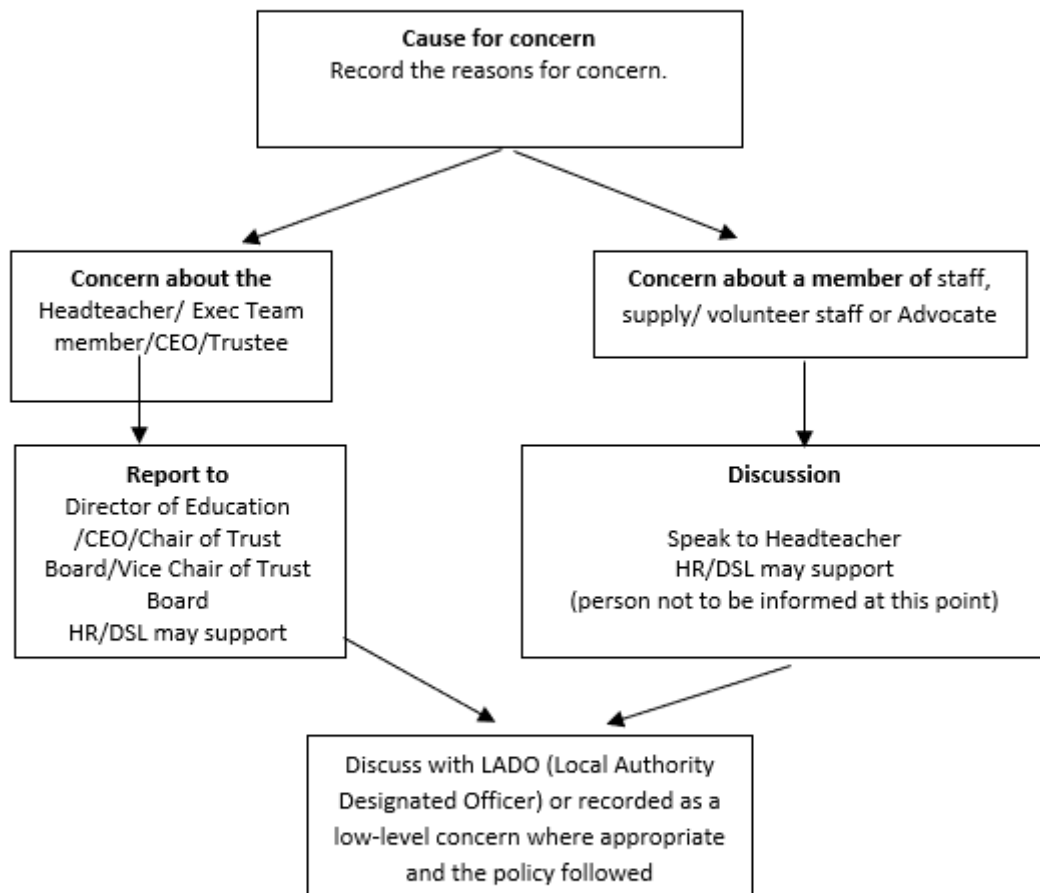 Cause for concern
Record the reasons for concern.
Concern about the
Headteacher/ Exec Team
member/CEO/Trustee
Concern about a member of staff,
supply/ volunteer staff or Advocate
Report to
Director of Education
/CEO/Chair of Trust
Board/Vice Chair of Trust
Board
HR/DSL may support
Discussion
Speak to Headteacher
HR/DSL may support
(person not to be informed at this point)
Discuss with LADO (Local Authority
Designated Officer) or recorded as a
low-level concern where appropriate
and the policy followed